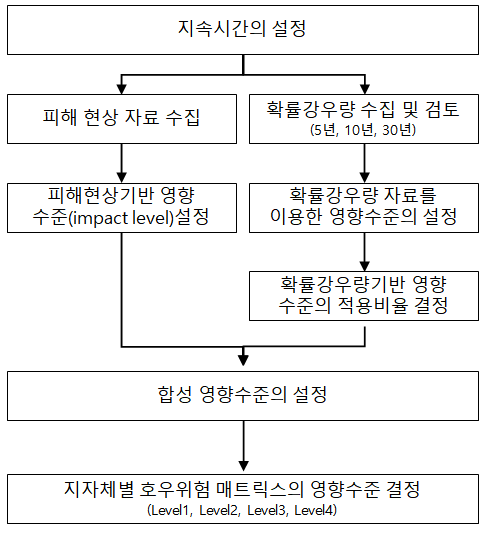 지속시간의 설정
피해 현상 자료 수집
확률강우량 수집 및 검토
(5년, 10년, 30년)
피해현상기반 영향
수준(impact level)설정
확률강우량 자료를
이용한 영향수준의 설정
확률강우량기반 영향
수준의 적용비율 결정
합성 영향수준의 설정
지자체별 호우위험 매트릭스의 영향수준 결정
(Level1, Level2, Level3, Level4)